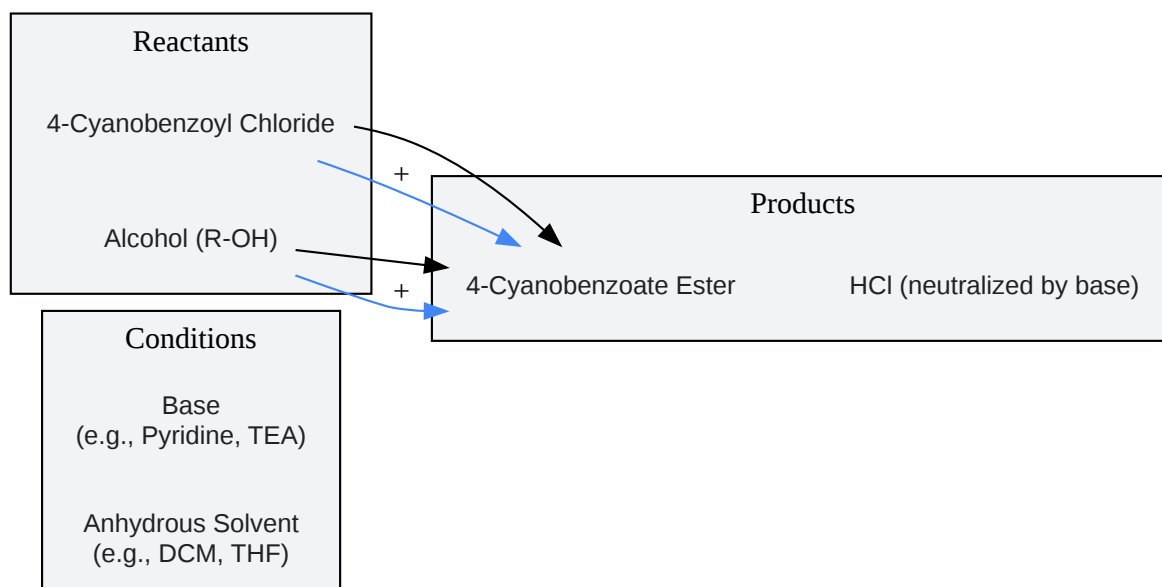 Reactants
4-Cyanobenzoyl Chloride
+
Alcohol (R-OH)
+
Products
4-Cyanobenzoate Ester
HCl (neutralized by base)
Conditions
Base
(e.g., Pyridine, TEA)
Anhydrous Solvent
(e.g., DCM, THF)